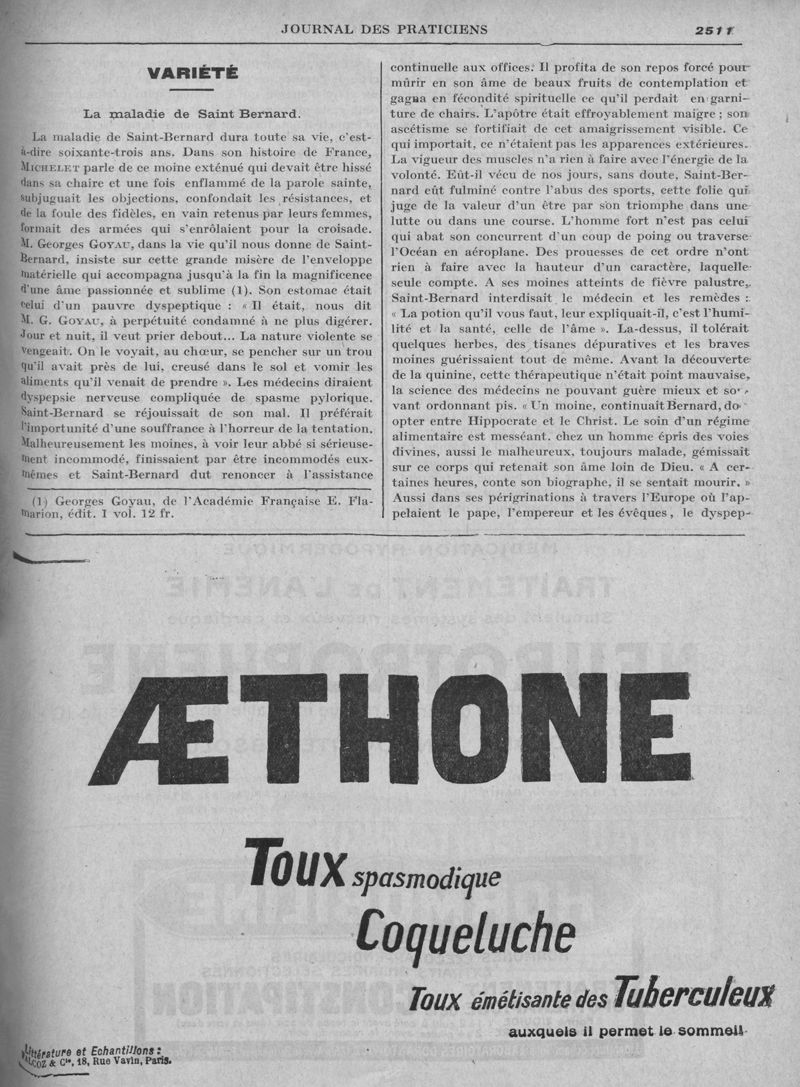 JOURNAL DES PRATICIENS 2511
VARIÉTÉ
La maladie de Saint Bernard.
La maladie de Saint-Bernard dura toute sa vie, c'est-
à-dire soixante-trois ans. Dans son histoire de France,
MICHELET parle de ce moine exténué qui devait être hissé
dans sa chaire et une fois enflammé de la parole sainte,
subjuguait les objections, confondait les résistances, et
de la foule des fidèles, en vain retenus par leurs femmes,
formait des armées qui s'enrôlaient pour la croisade.
M. Georges GOYAU, dans la vie qu'il nous donne de Saint-
Bernard, insiste sur cette grande misère de l'enveloppe
matérielle qui accompagna jusqu'à la fin la magnificence
d'une âme passionnée et sublime (1). Son estomac était
celui d'un pauvre dyspeptique : « Il était, nous dit
M. G. GOYAU, à perpétuité condamné à ne plus digérer.
Jour et nuit, il veut prier debout... La nature violente se
vengeait. On le voyait, au chœur, se pencher sur un trou
qu'il avait près de lui, creusé dans le sol et vomir les
aliments qu'il venait de prendre ». Les médecins diraient
dyspepsie nerveuse compliquée de spasme pylorique.
Saint-Bernard se réjouissait de son mal. Il préférait
l'importunité d'une souffrance à l'horreur de la tentation.
Malheureusement les moines, à voir leur abbé si sérieuse-
ment incommodé, finissaient par être incommodés eux-
mêmes et Saint-Bernard dut renoncer à l'assistance
(1) Georges Goyau, de l'Académie Française E. Fla-
marion, édit. I vol. 12 fr.
continuelle aux offices. Il profita de son repos forcé pour
mûrir en son âme de beaux fruits de contemplation et
gagna en fécondité spirituelle ce qu'il perdait en garni-
ture de chairs. L'apôtre était effroyablement maigre ; son
ascétisme se fortifiait de cet amaigrissement visible. Ce
qui importait, ce n'étaient pas les apparences extérieures.
La vigueur des muscles n'a rien à faire avec l'énergie de la
volonté. Eût-il vécu de nos jours, sans doute, Saint-Ber-
nard eût fulminé contre l'abus des sports, cette folie qui
juge de la valeur d'un être par son triomphe dans une
lutte ou dans une course. L'homme fort n'est pas celui
qui abat son concurrent d'un coup de poing ou traverse
l'Océan en aéroplane. Des prouesses de cet ordre n'ont
rien à faire avec la hauteur d'un caractère, laquelle
seule compte. A ses moines atteints de fièvre palustre,
Saint-Bernard interdisait le médecin et les remèdes :
« La potion qu'il vous faut, leur expliquait-il, c'est l'humi-
lité et la santé, celle de l'âme ». La-dessus, il tolérait
quelques herbes, des tisanes dépuratives et les braves
moines guérissaient tout de même. Avant la découverte
de la quinine, cette thérapeutique n'était point mauvaise,
la science des médecins ne pouvant guère mieux et
vant ordonnant pis. « Un moine, continuait Bernard,
opter entre Hippocrate et le Christ. Le soin d'un régime
alimentaire est messéant. chez un homme épris des voies
divines, aussi le malheureux, toujours malade, gémissait
sur ce corps qui retenait son âme loin de Dieu. « A cer-
taines heures, conte son biographe, il se sentait mourir. »
Aussi dans ses périgrinations à travers l'Europe où l'ap-
pelaient le pape, l'empereur et les évêques, le dyspep-
ÆTHONE
Toux spasmodique
Coqueluche
Toux émétisante des Tuberculeux
auxquels il permet le sommeil
Littérature et Echantillons :
& Cie, 18, Rue Vavin, Paris.